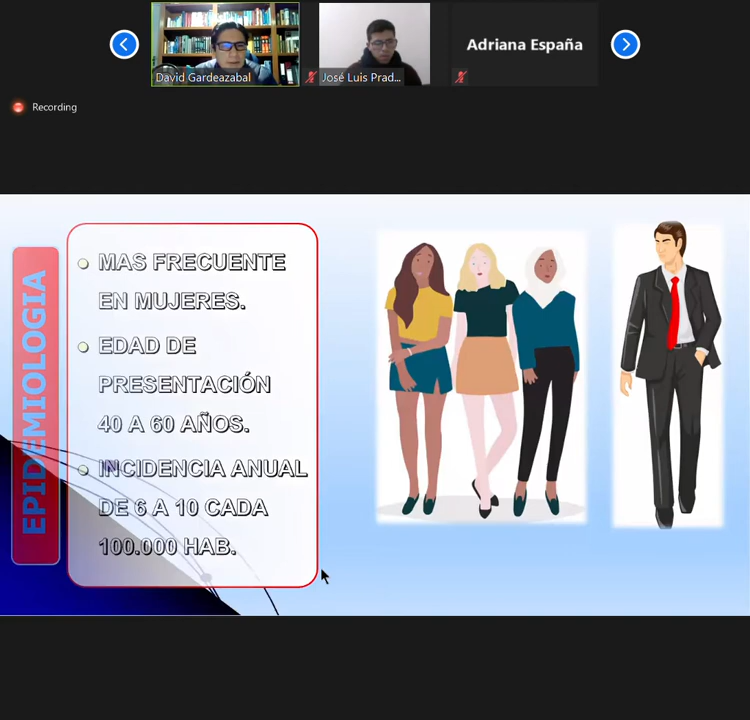 David Gardeazabal
José Luis Prad...
Adriana España
Recording
EPIDEMIOLOGIA
MAS FRECUENTE
EN MUJERES.
EDAD DE
PRESENTACIÓN
40 A 60 AÑOS.
INCIDENCIA ANUAL
DE 6 A 10 CADA
100.000 HAB.